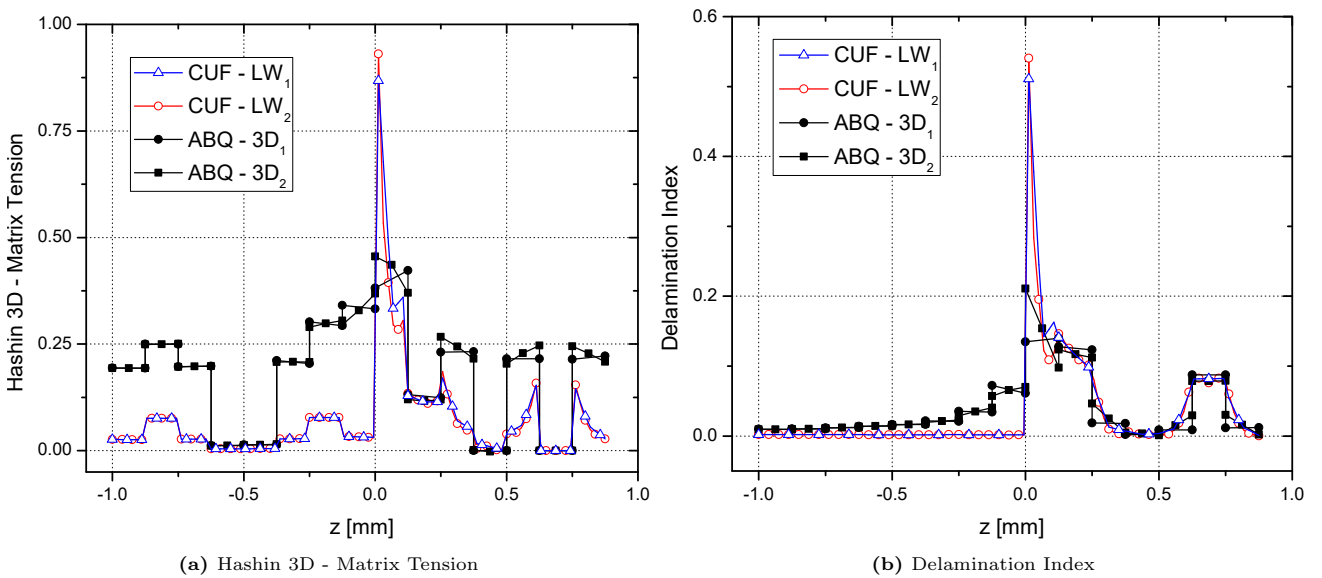 1.00
0.75
0.50
0.25
0.00
Hashin 3D - Matrix Tension
CUF - LW₁
CUF - LW₂
ABQ - 3D₁
ABQ - 3D₂
-1.0
-0.5
0.0
0.5
1.0
z [mm]
(a) Hashin 3D - Matrix Tension
0.6
0.4
0.2
0.0
Delamination Index
CUF - LW₁
CUF - LW₂
ABQ - 3D₁
ABQ - 3D₂
-1.0
-0.5
0.0
0.5
1.0
z [mm]
(b) Delamination Index